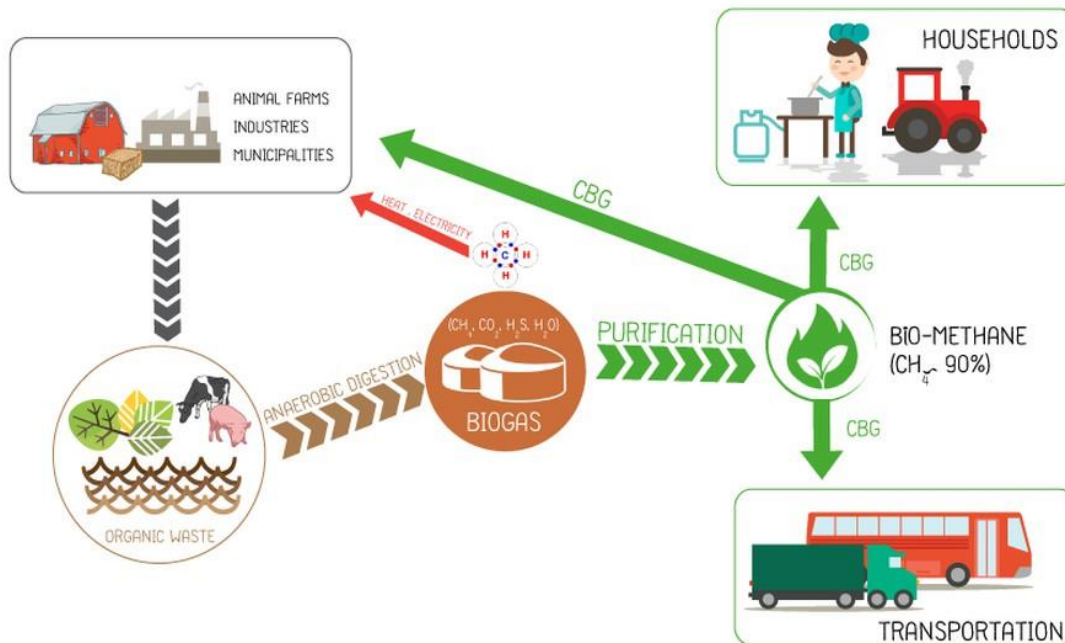 ANIMAL FARMS
INDUSTRIES
MUNICIPALITIES
HOUSEHOLDS
CBG
HEAT , ELECTRICITY
H
H C H
H
CBG
(CH₄, CO₂, H₂S, H₂O)
BIOGAS
PURIFICATION
BIO-METHANE
(CH₄ ~ 90%)
ANAEROBIC DIGESTION
CBG
ORGANIC WASTE
TRANSPORTATION